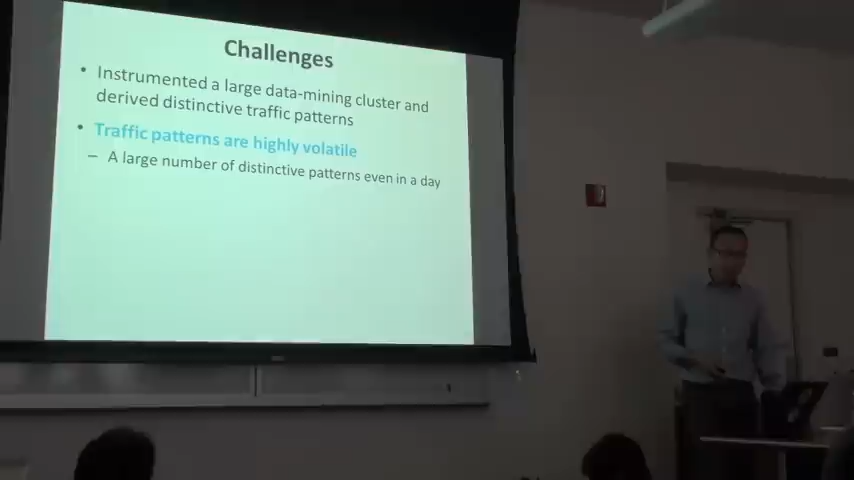 Challenges
• Instrumented a large data-mining cluster and
derived distinctive traffic patterns
• Traffic patterns are highly volatile
– A large number of distinctive patterns even in a day